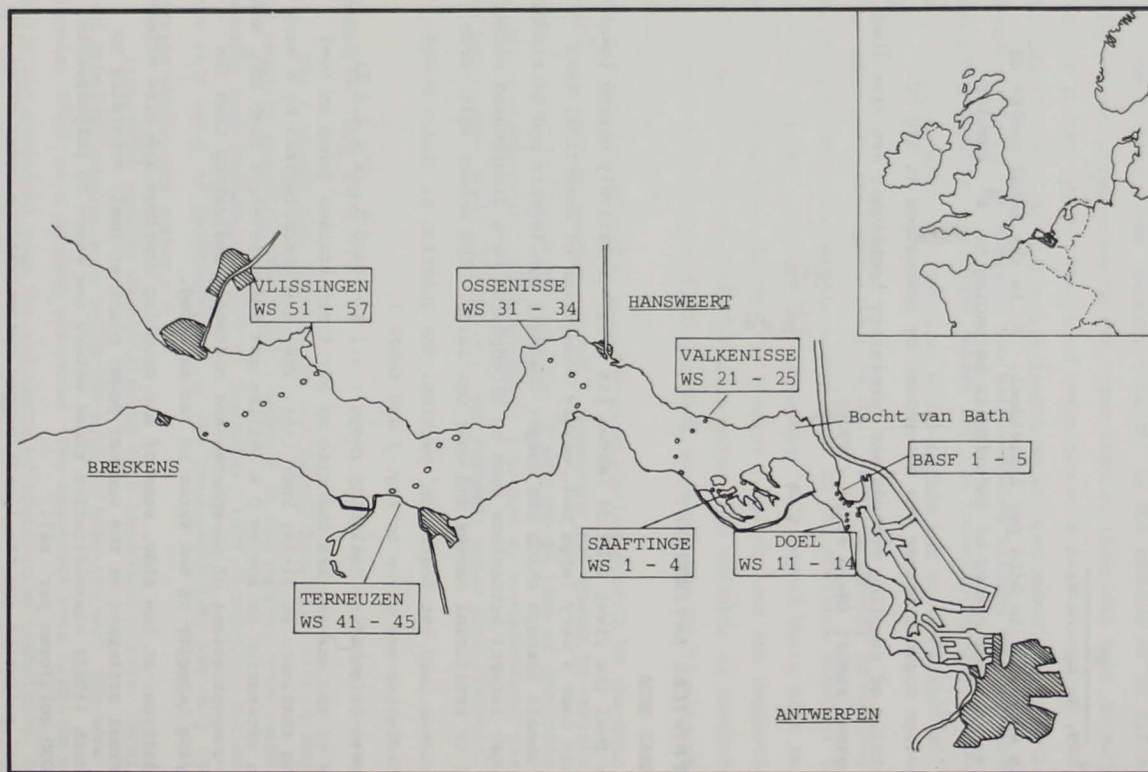 VLISSINGEN
WS 51 - 57
OSSENISSE
WS 31 - 34
HANSWEERT
VALKENISSE
WS 21 - 25
Bocht van Bath
BASF 1 - 5
BRESKENS
SAAFTINGE
WS 1 - 4
DOEL
WS 11 - 14
TERNEUZEN
WS 41 - 45
ANTWERPEN